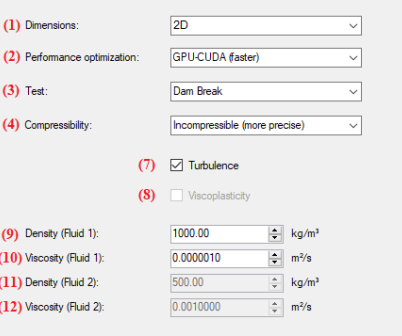 (1) Dimensions: 2D
(2) Performance optimization: GPU-CUDA (faster)
(3) Test: Dam Break
(4) Compressibility: Incompressible (more precise)
(7) Turbulence
(8) Viscoplasticity
(9) Density (Fluid 1): 1000.00 kg/m³
(10) Viscosity (Fluid 1): 0.0000010 m²/s
(11) Density (Fluid 2): 500.00 kg/m³
(12) Viscosity (Fluid 2): 0.0010000 m²/s